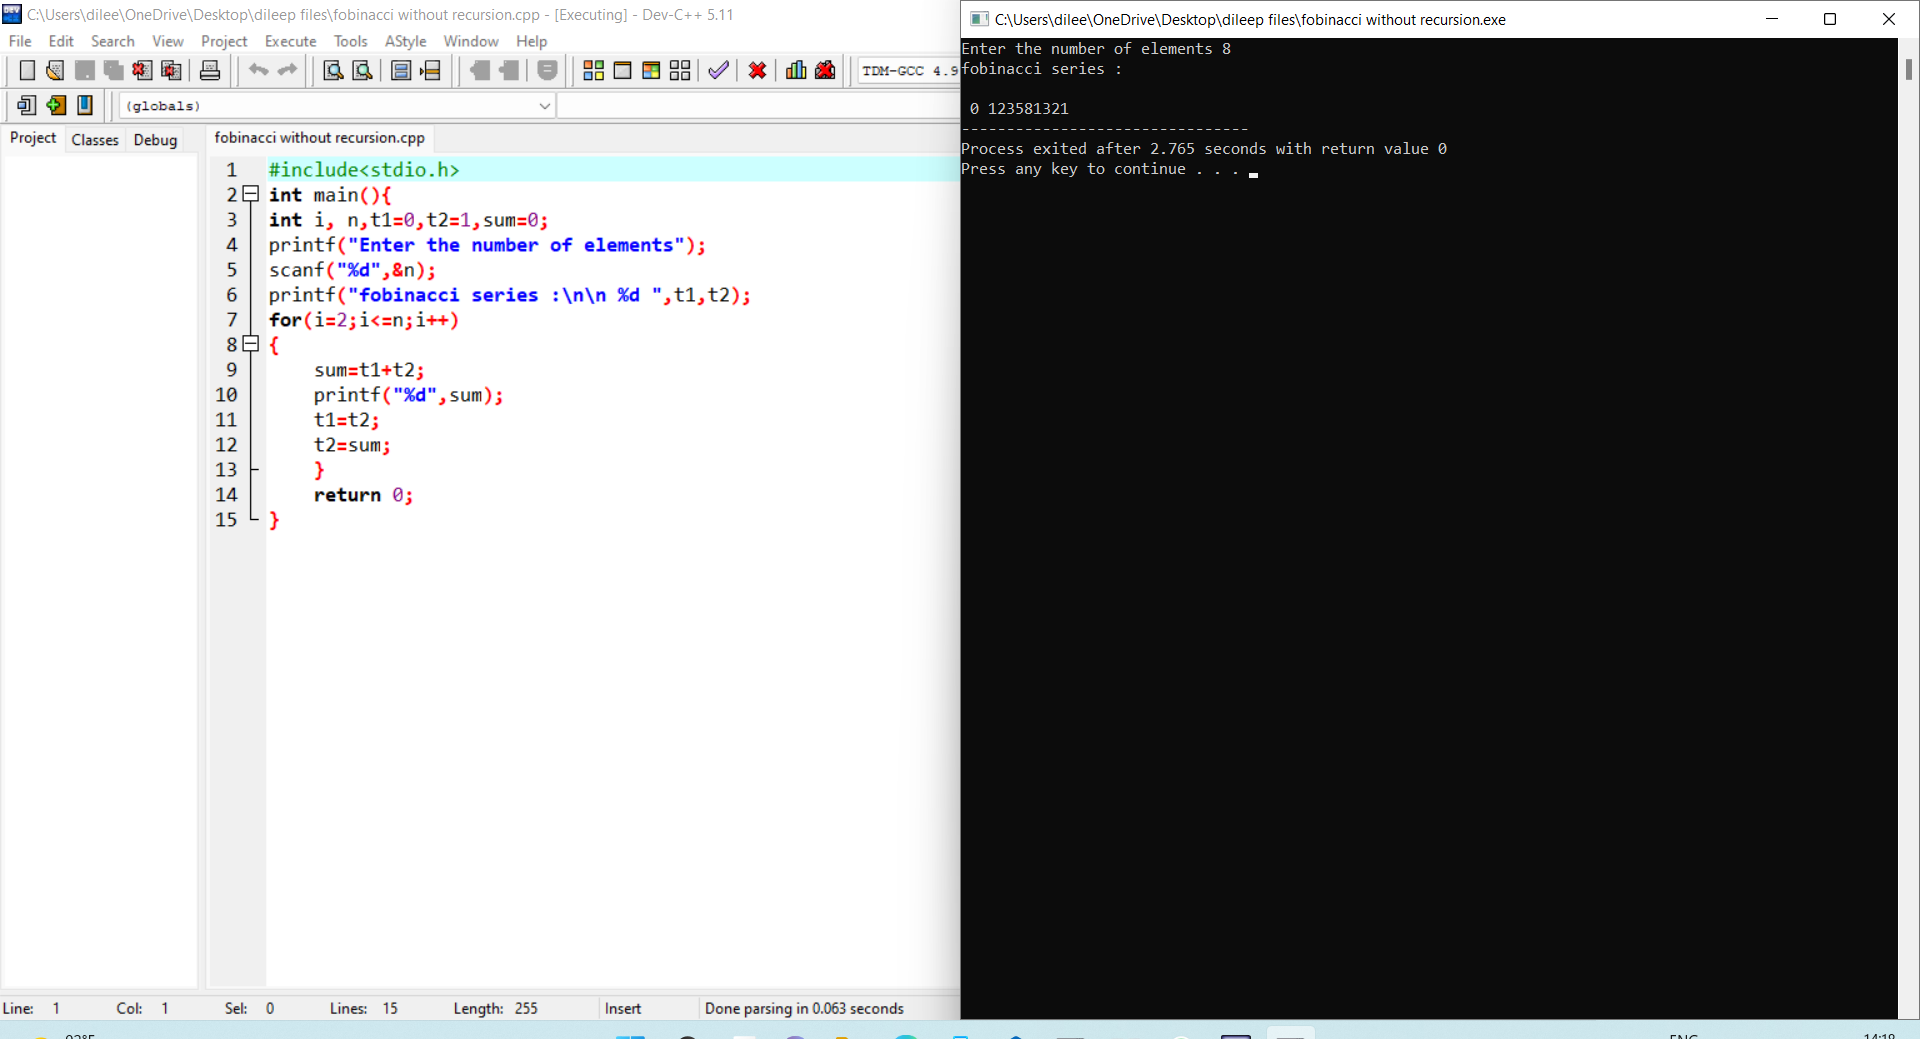 C:\Users\dilee\OneDrive\Desktop\dileep files\fobinacci without recursion.cpp - [Executing] - Dev-C++ 5.11
File Edit Search View Project Execute Tools AStyle Window Help
TDM-GCC 4.9
(globals)
Project Classes Debug
fobinacci without recursion.cpp
1 #include<stdio.h>
2 int main(){
3 int i, n,t1=0,t2=1,sum=0;
4 printf("Enter the number of elements");
5 scanf("%d",&n);
6 printf("fobinacci series :\n\n %d ",t1,t2);
7 for(i=2;i<=n;i++)
8 {
9 sum=t1+t2;
10 printf("%d",sum);
11 t1=t2;
12 t2=sum;
13 }
14 return 0;
15 }
Line: 1 Col: 1 Sel: 0 Lines: 15 Length: 255 Insert Done parsing in 0.063 seconds
C:\Users\dilee\OneDrive\Desktop\dileep files\fobinacci without recursion.exe
Enter the number of elements 8
fobinacci series :
0 123581321
--------------------------------
Process exited after 2.765 seconds with return value 0
Press any key to continue . . .